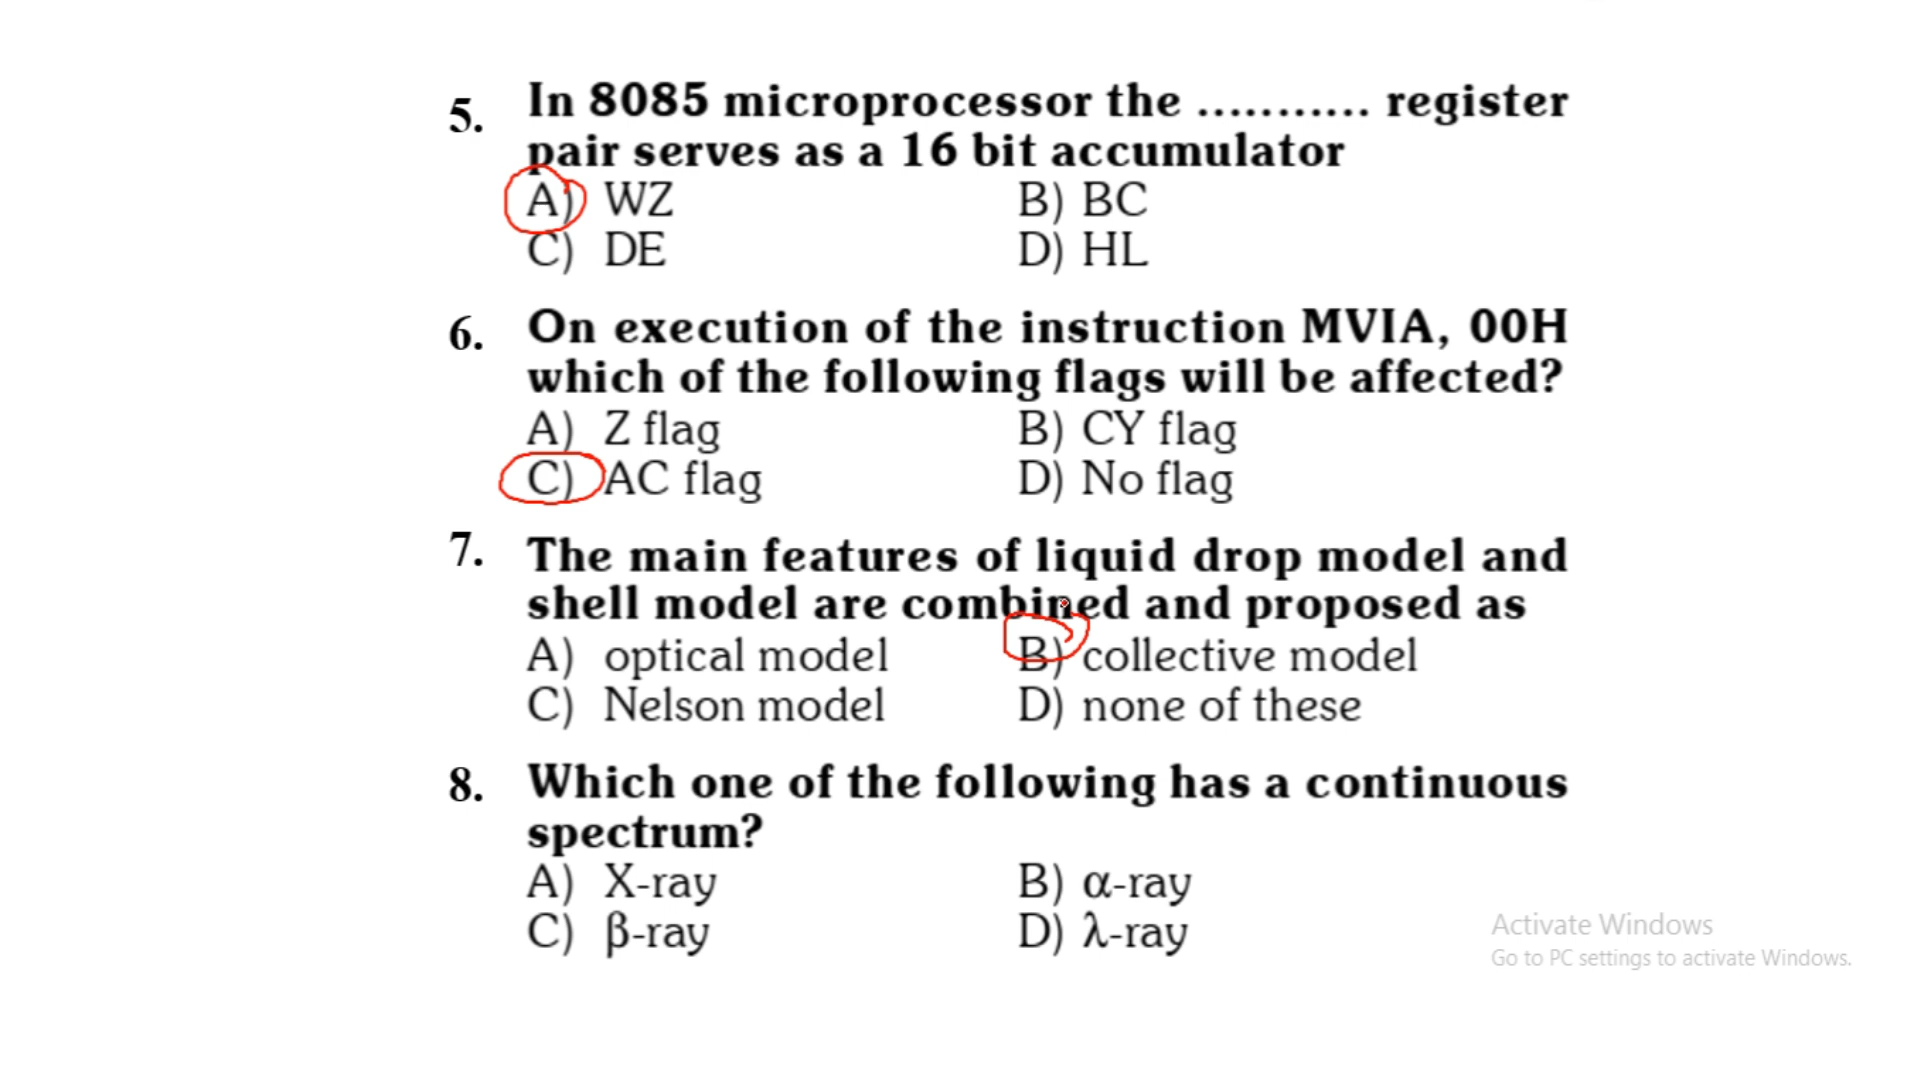 5. In 8085 microprocessor the ........... register
pair serves as a 16 bit accumulator
A) WZ B) BC
C) DE D) HL
6. On execution of the instruction MVIA, 00H
which of the following flags will be affected?
A) Z flag B) CY flag
C) AC flag D) No flag
7. The main features of liquid drop model and
shell model are combined and proposed as
A) optical model B) collective model
C) Nelson model D) none of these
8. Which one of the following has a continuous
spectrum?
A) X-ray B) α-ray
C) β-ray D) λ-ray
Activate Windows
Go to PC settings to activate Windows.